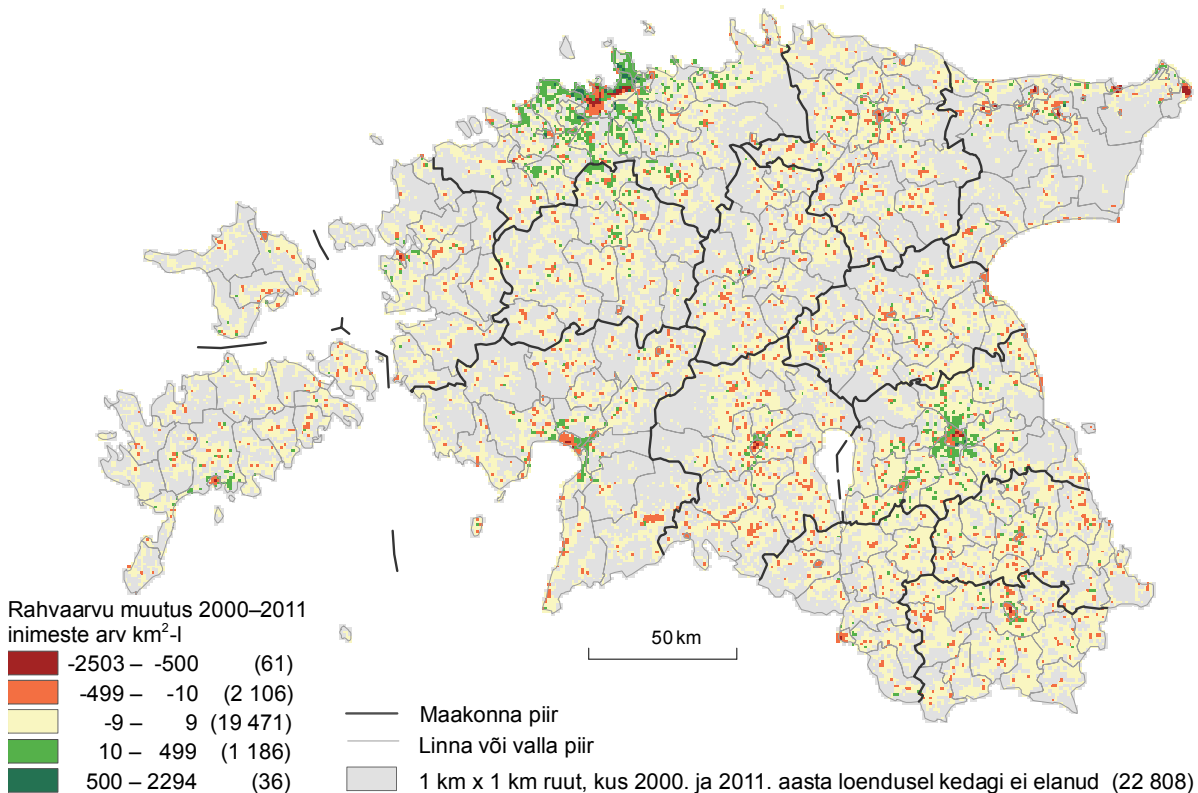 50 km
Rahvaarvu muutus 2000–2011
inimeste arv km²-l
-2503 – -500 (61)
-499 – -10 (2 106)
-9 – 9 (19 471)
10 – 499 (1 186)
500 – 2294 (36)
Maakonna piir
Linna või valla piir
1 km x 1 km ruut, kus 2000. ja 2011. aasta loendusel kedagi ei elanud (22 808)